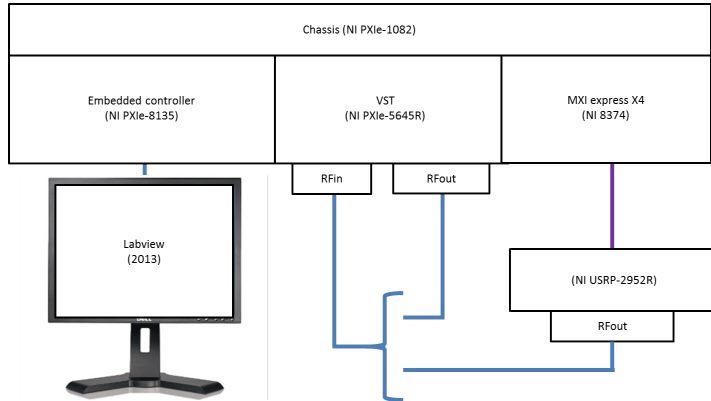 Chassis (NI PXIe-1082)
Embedded controller
(NI PXIe-8135)
VST
(NI PXIe-5645R)
MXI express X4
(NI 8374)
RFin
RFout
Labview
(2013)
DELL
(NI USRP-2952R)
RFout